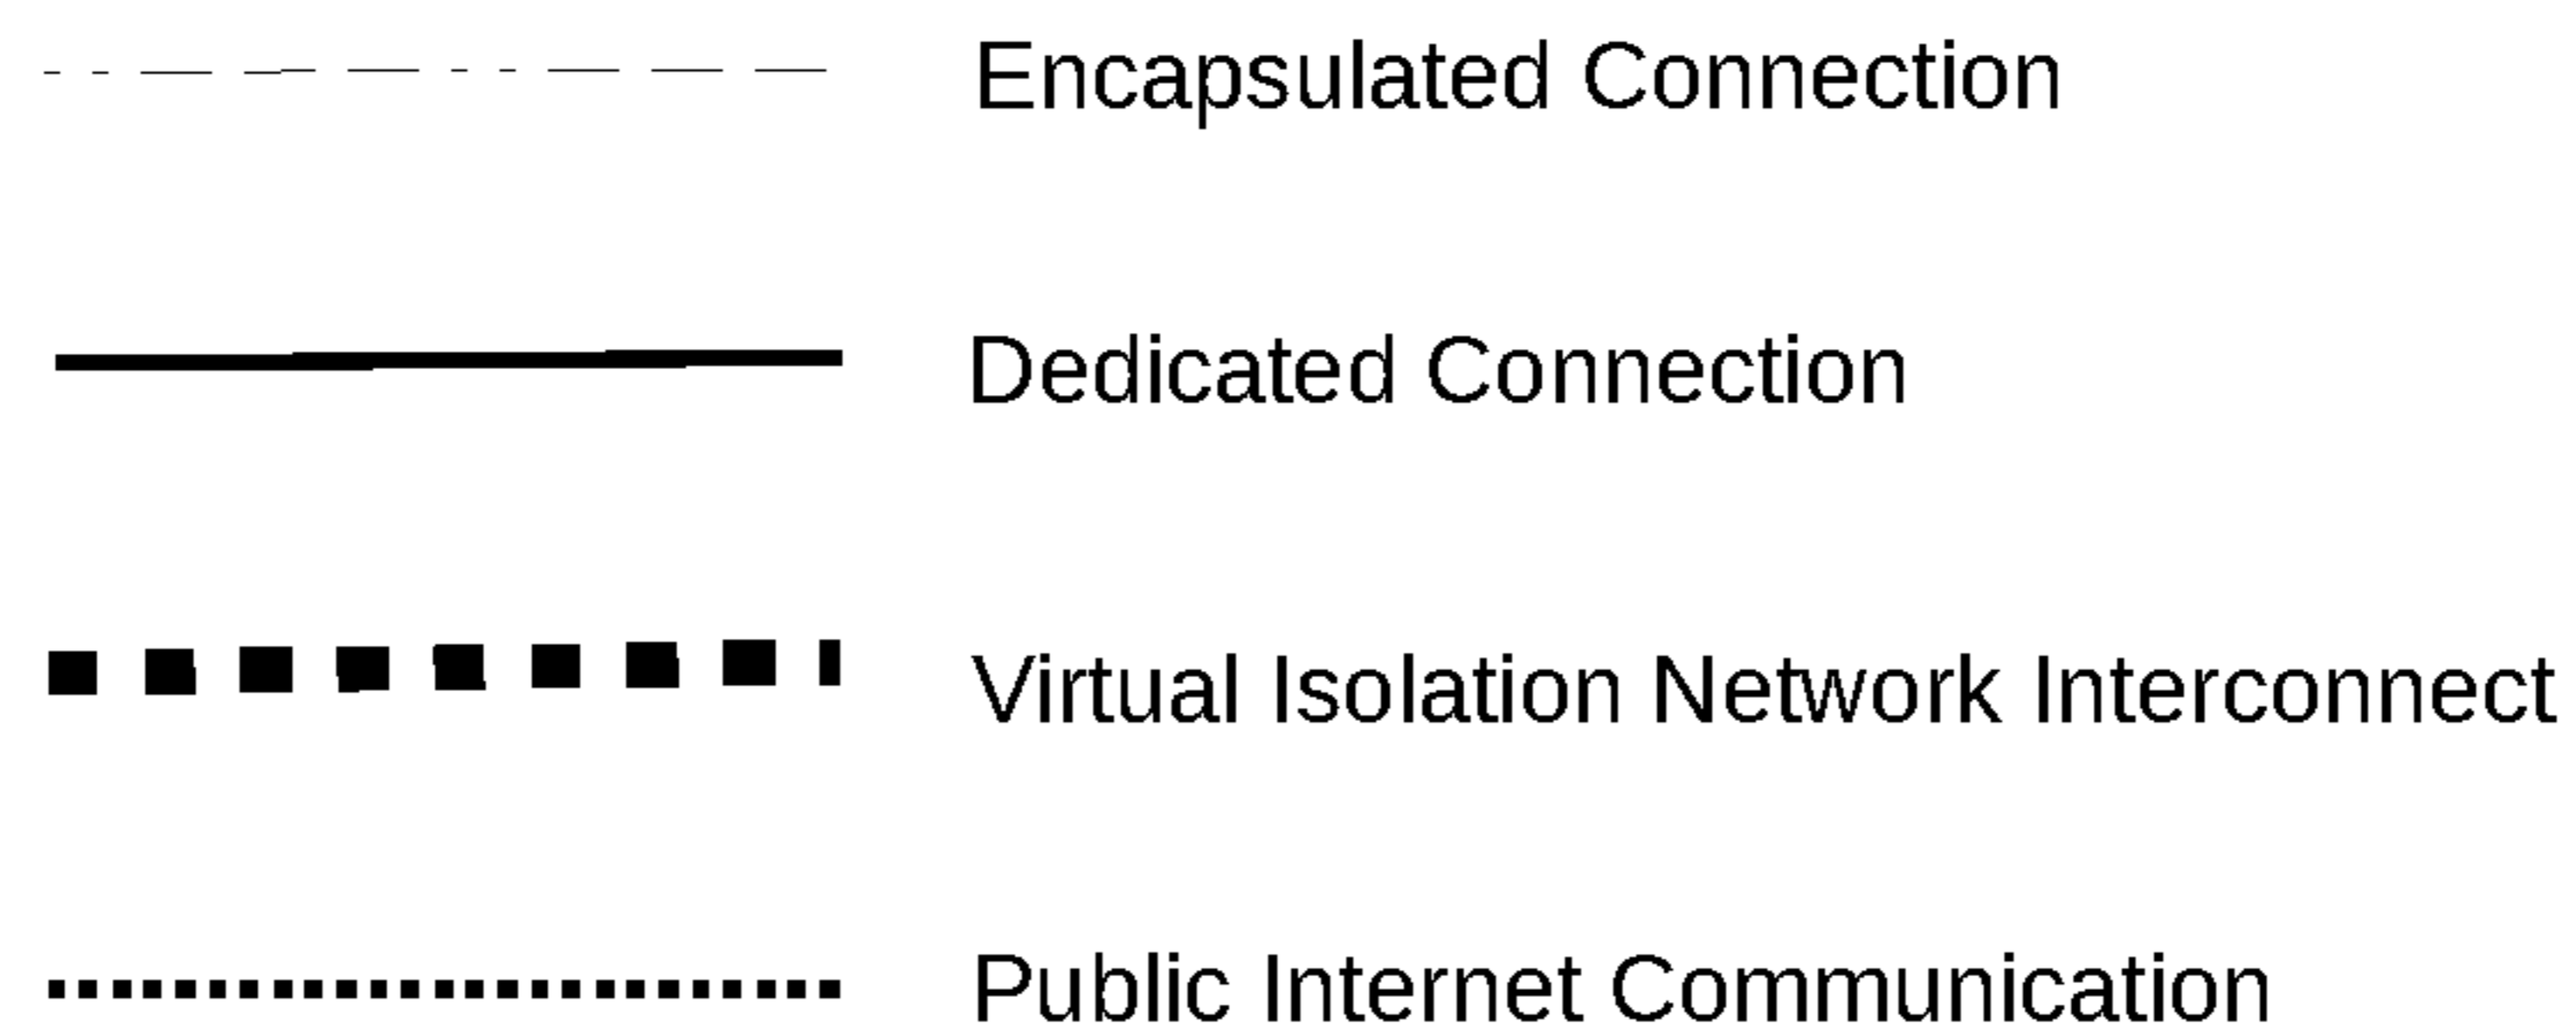 Encapsulated Connection
Dedicated Connection
Virtual Isolation Network Interconnect
Public Internet Communication